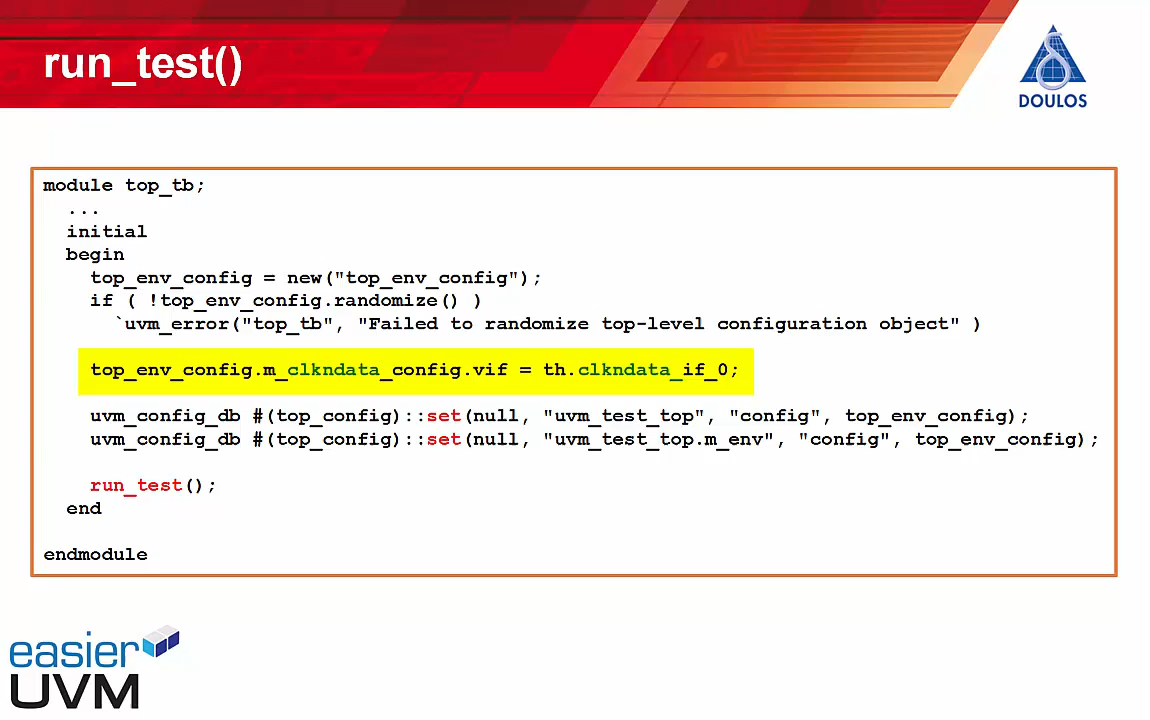 run_test()
DOULOS
module top_tb;
...
initial
begin
top_env_config = new("top_env_config");
if ( !top_env_config.randomize() )
`uvm_error("top_tb", "Failed to randomize top-level configuration object" )
top_env_config.m_clkndata_config.vif = th.clkndata_if_0;
uvm_config_db #(top_config)::set(null, "uvm_test_top", "config", top_env_config);
uvm_config_db #(top_config)::set(null, "uvm_test_top.m_env", "config", top_env_config);
run_test();
end
endmodule
easier
UVM